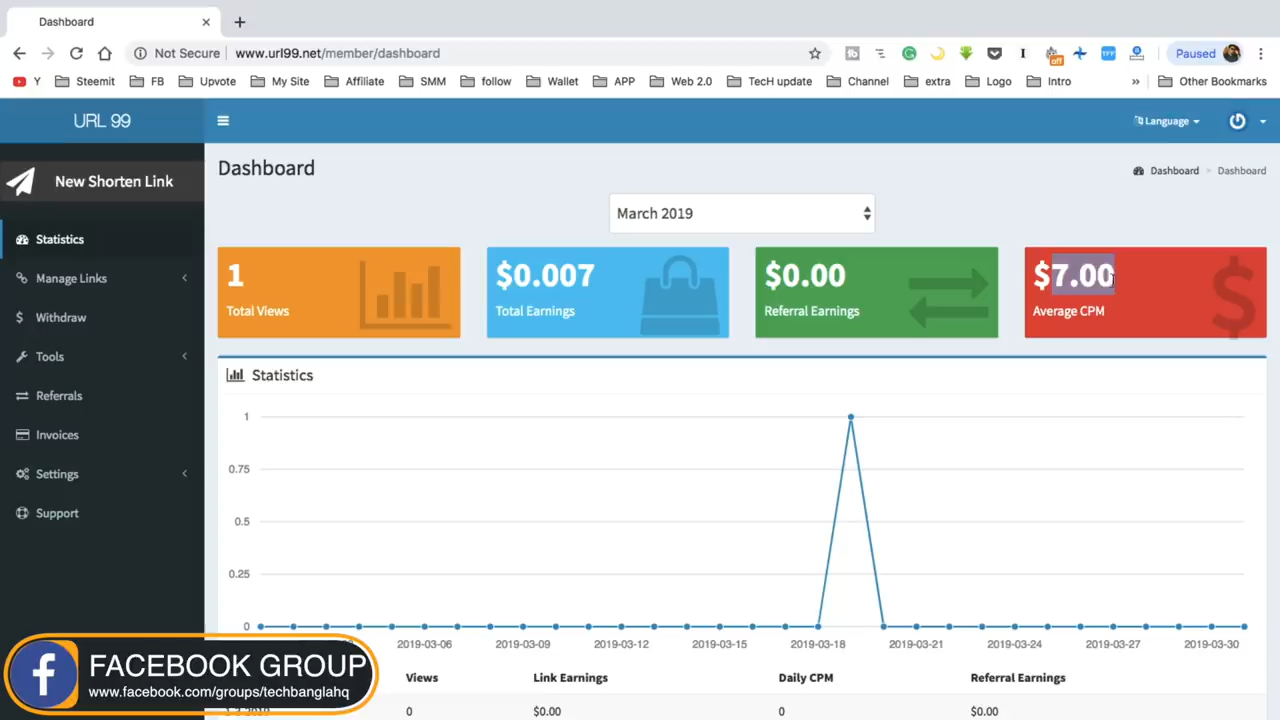 Dashboard
Not Secure
www.url99.net/member/dashboard
Paused
Y
Steemit
FB
Upvote
My Site
Affiliate
SMM
follow
Wallet
APP
Web 2.0
TecH update
Channel
extra
Logo
Intro
»
Other Bookmarks
URL 99
Language
New Shorten Link
Dashboard
Dashboard > Dashboard
March 2019
Statistics
Manage Links
Withdraw
Tools
Referrals
Invoices
Settings
Support
1
Total Views
$0.007
Total Earnings
$0.00
Referral Earnings
$7.00
Average CPM
Statistics
1
0.75
0.5
0.25
0
2019-03-06
2019-03-09
2019-03-12
2019-03-15
2019-03-18
2019-03-21
2019-03-24
2019-03-27
2019-03-30
Views
Link Earnings
Daily CPM
Referral Earnings
0
$0.00
0
$0.00
FACEBOOK GROUP
www.facebook.com/groups/techbanglahq